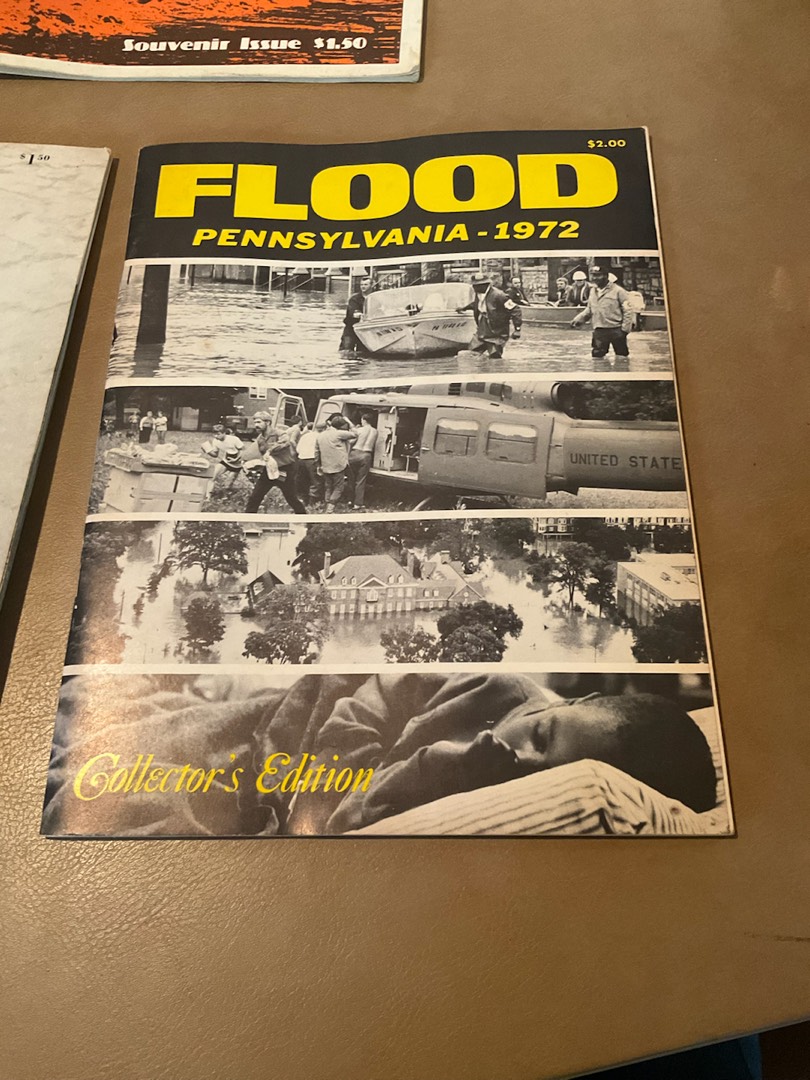 Souvenir Issue $1.50
$1.50
$2.00
FLOOD
PENNSYLVANIA - 1972
UNITED STATE
Collector's Edition